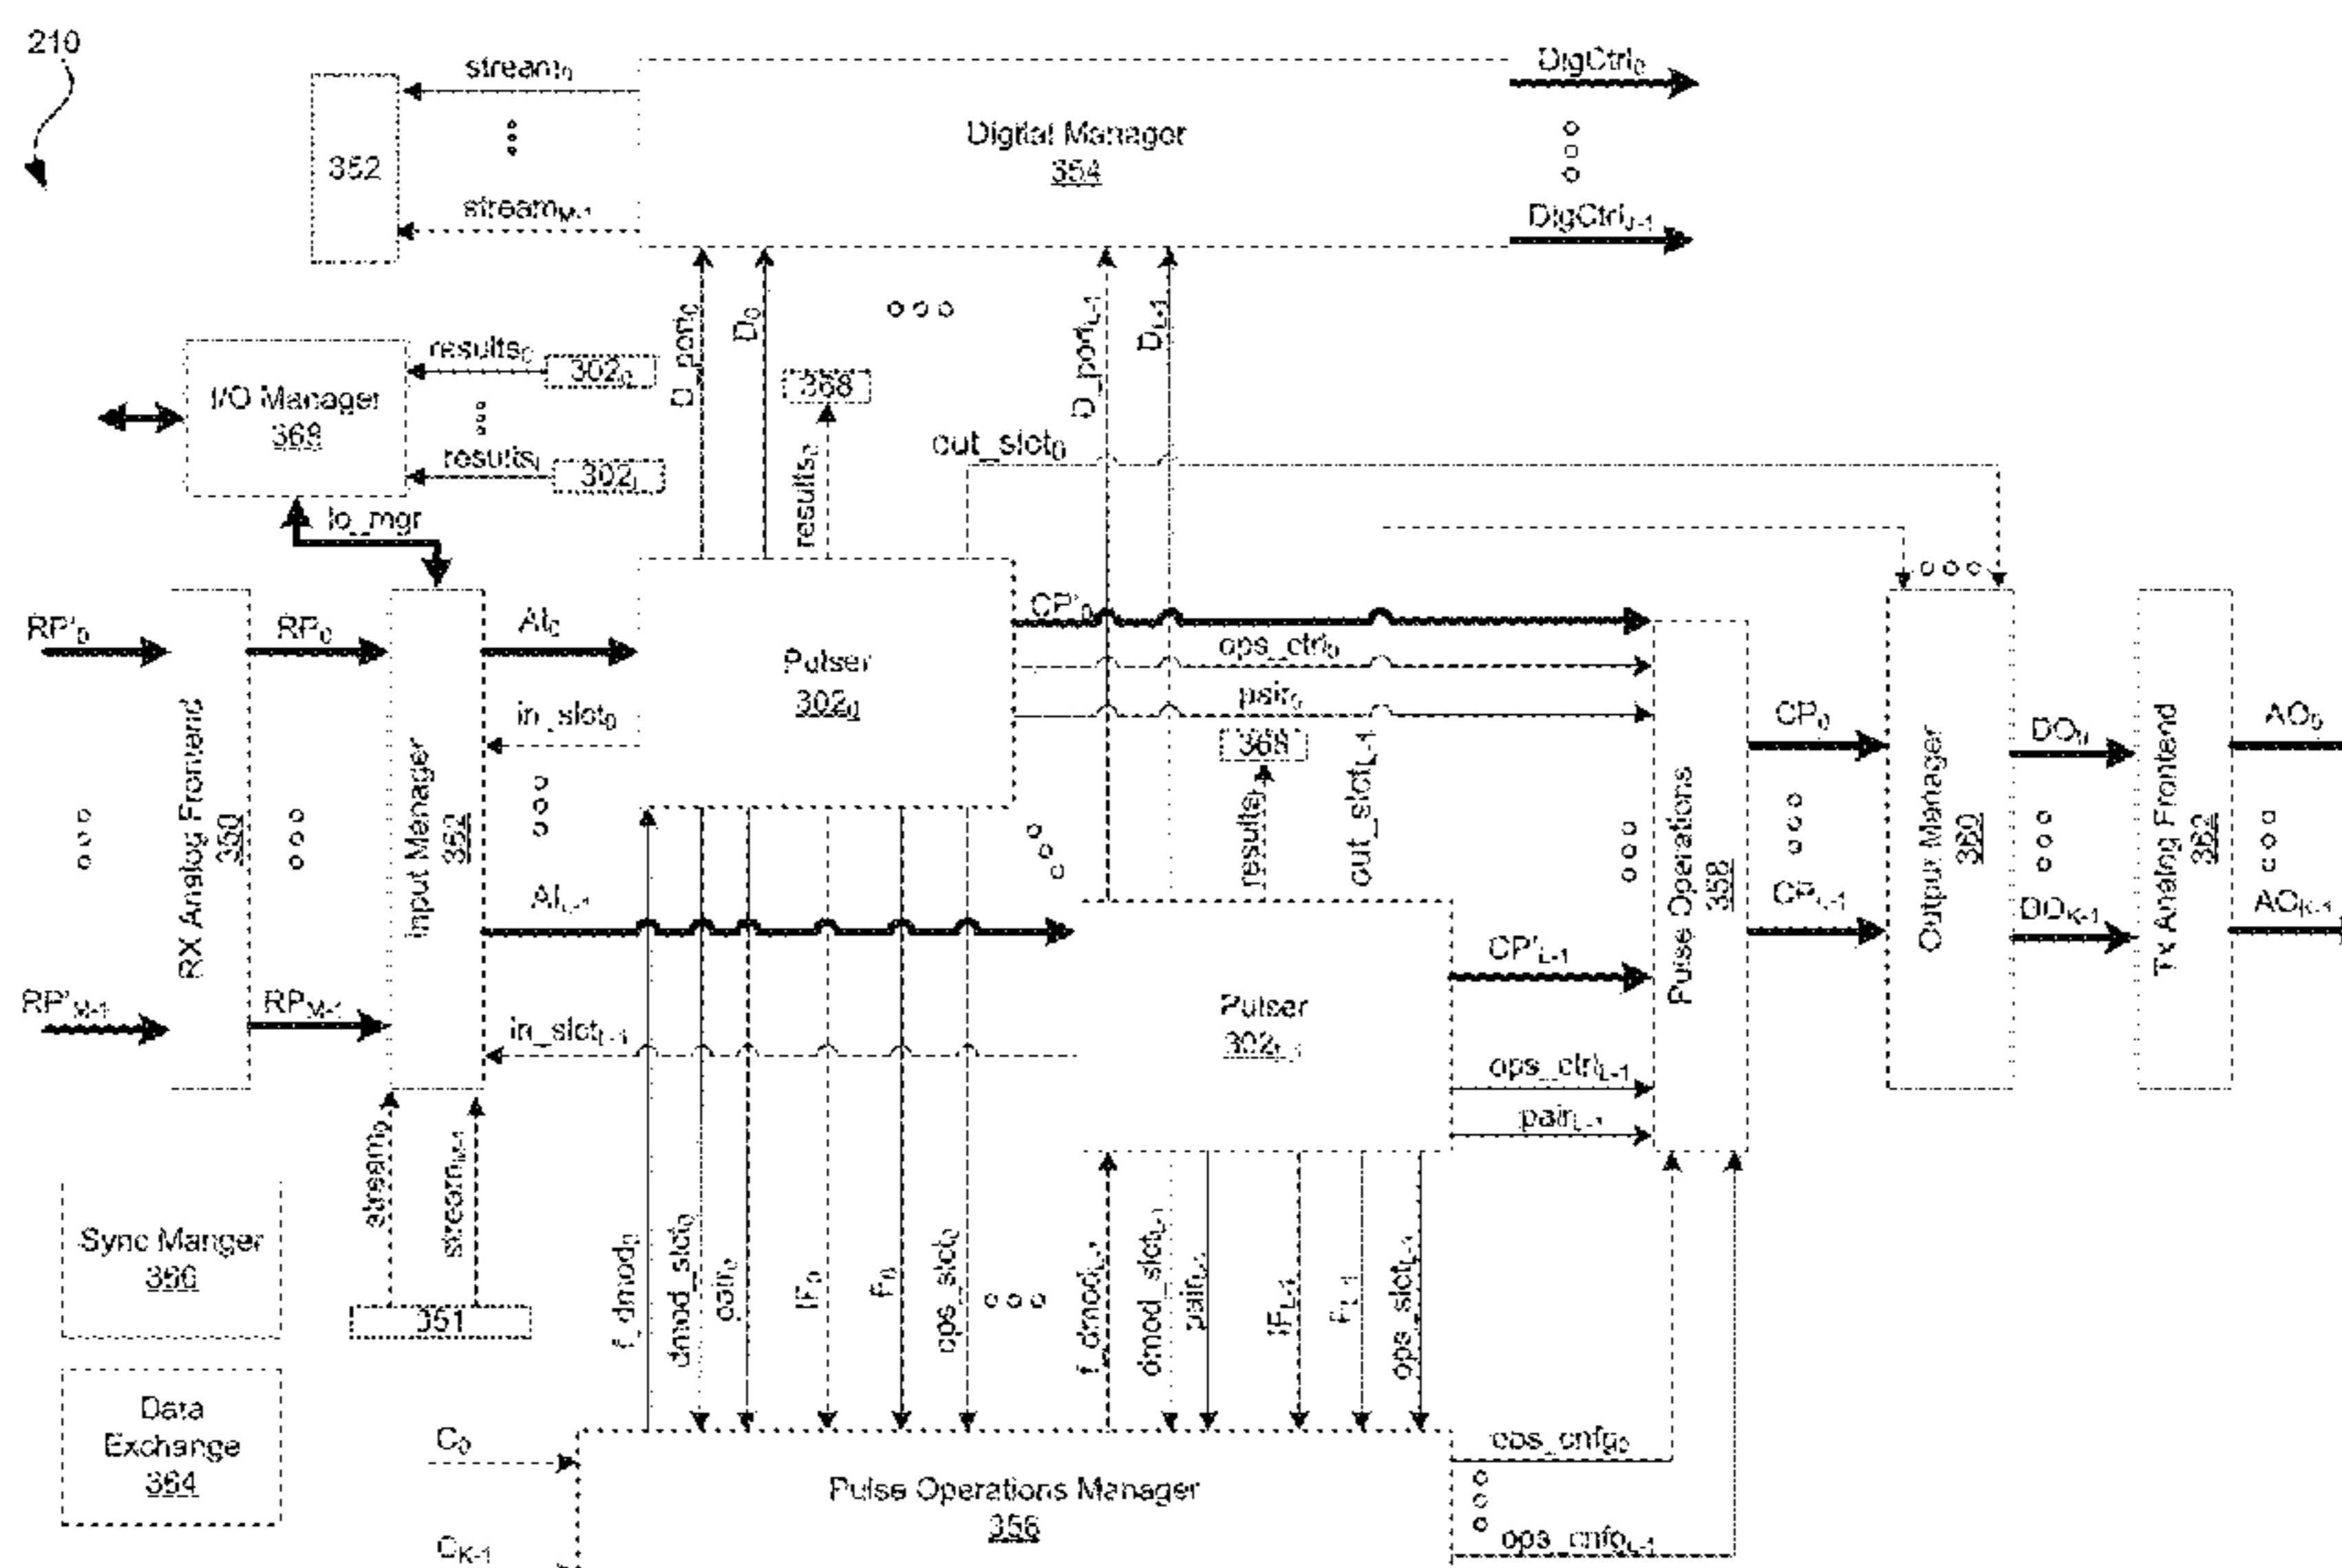 210
stream₀
352
streamM-1
Digital Manager
354
DigCtrl₀
DigCtrlJ-1
D_port₀
D₀
D_portL-1
DL-1
I/O Manager
368
results₀
302₀
results
302
io_mgr
results₀
368
out_slct₀
RP'₀
RP'M-1
RX Analog Frontend
350
RP₀
RPM-1
Input Manager
352
AI₀
in_slct₀
AIL-1
in_slctL-1
Pulser
302₀
CP'₀
ops_ctrl₀
pair₀
368
results
out_slctL-1
Pulser
302L-1
CP'L-1
ops_ctrlL-1
pairL-1
Pulse Operations
358
CP₀
CPL-1
Output Manager
360
DO₀
DOK-1
Tx Analog Frontend
362
AO₀
AOK-1
stream₀
streamM-1
351
Sync Manger
366
Data
Exchange
364
f_dmod₀
dmod_slct₀
pair₀
IF₀
F₀
ops_slct₀
f_dmodL-1
dmod_slctL-1
pairL-1
IFL-1
FL-1
ops_slctL-1
C₀
CK-1
Pulse Operations Manager
356
ops_cnfg₀
ops_cnfgL-1